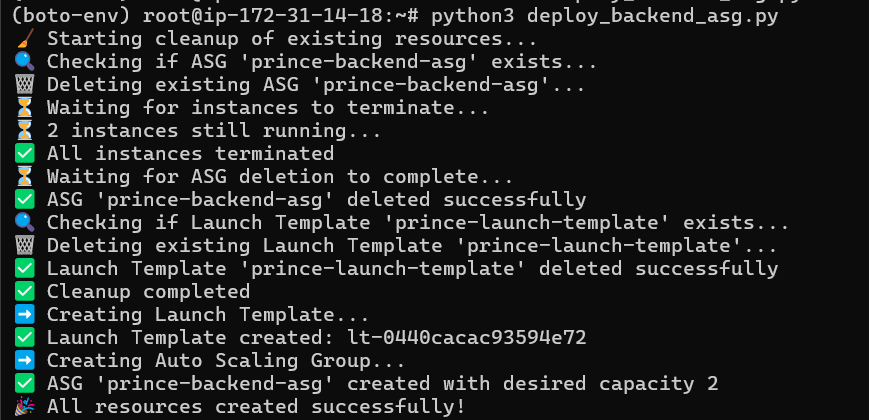 (boto-env) root@ip-172-31-14-18:~# python3 deploy_backend_asg.py
🧹 Starting cleanup of existing resources...
🔍 Checking if ASG 'prince-backend-asg' exists...
🗑️ Deleting existing ASG 'prince-backend-asg'...
⏳ Waiting for instances to terminate...
⏳ 2 instances still running...
✅ All instances terminated
⏳ Waiting for ASG deletion to complete...
✅ ASG 'prince-backend-asg' deleted successfully
🔍 Checking if Launch Template 'prince-launch-template' exists...
🗑️ Deleting existing Launch Template 'prince-launch-template'...
✅ Launch Template 'prince-launch-template' deleted successfully
✅ Cleanup completed
➡️ Creating Launch Template...
✅ Launch Template created: lt-0440cacac93594e72
➡️ Creating Auto Scaling Group...
✅ ASG 'prince-backend-asg' created with desired capacity 2
🎉 All resources created successfully!